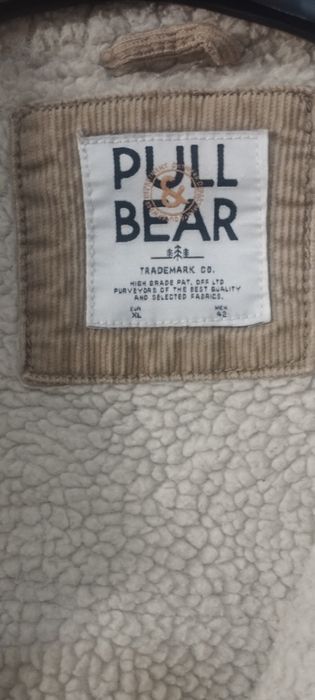 PULL
&
BEAR
TRADEMARK CO.
HIGH GRADE PAT. OFF LTD
PURVEYORS OF THE BEST QUALITY
AND SELECTED FABRICS.
EUR MEX
XL 42